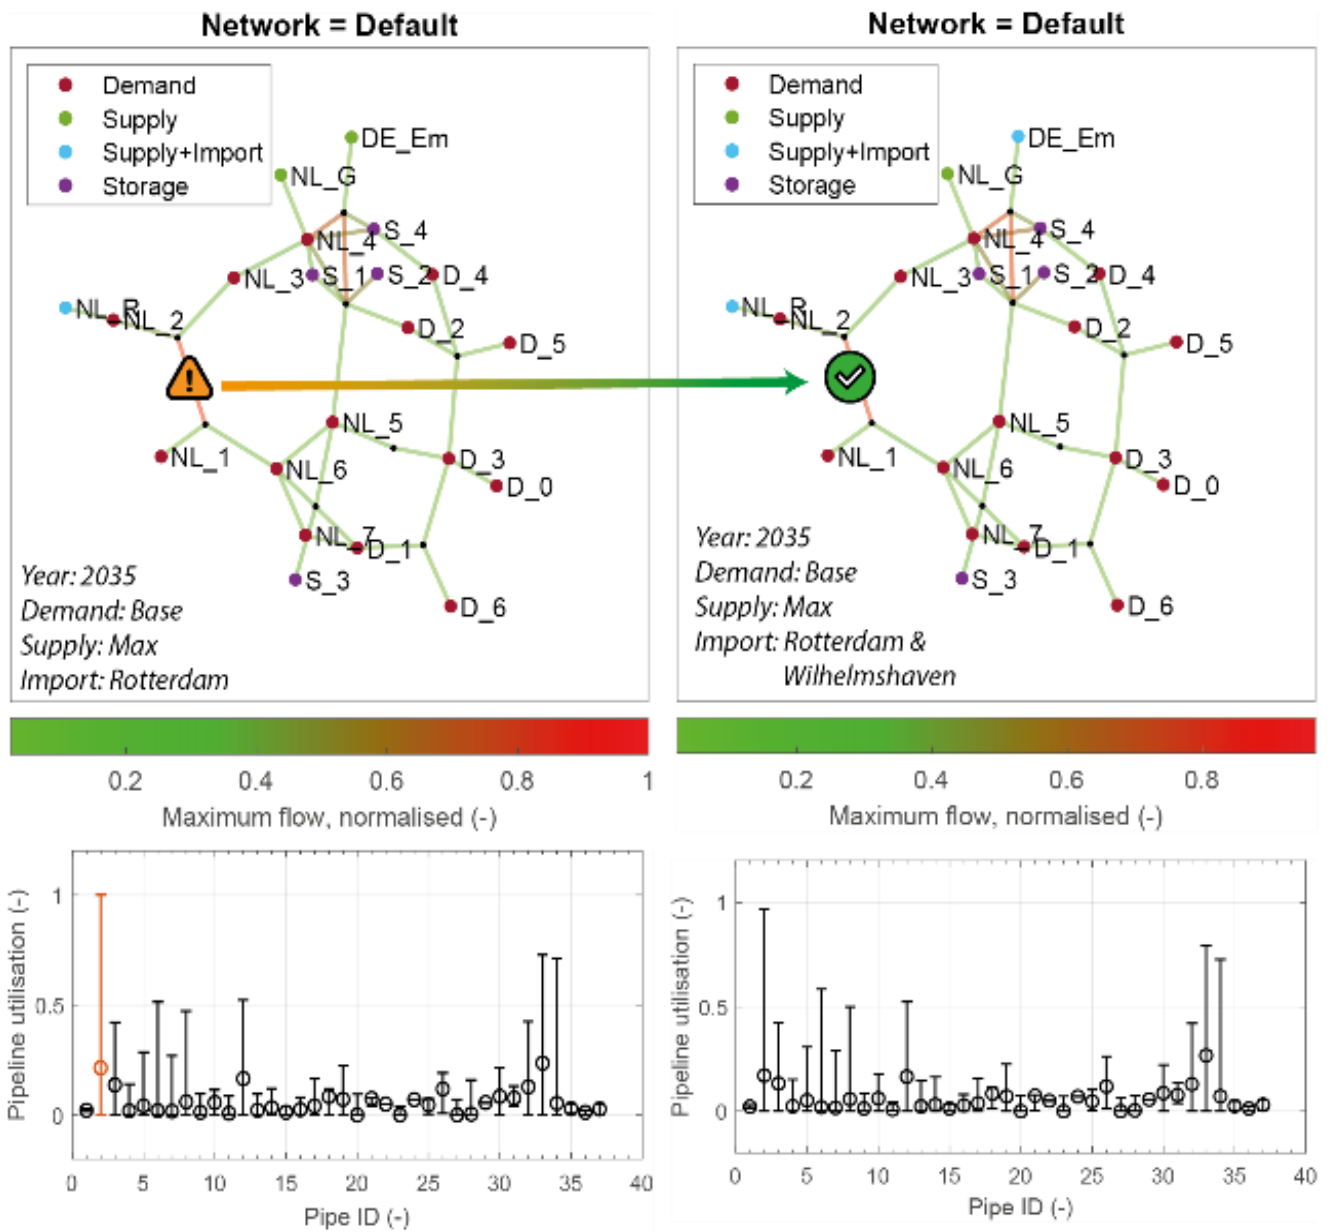 Network = Default
Demand
Supply
Supply+Import
Storage
DE_Em
NL_G
NL_4
S_4
NL_3
S_1
S_2
D_4
NL_R
NL_2
D_2
D_5
NL_5
NL_1
NL_6
D_3
D_0
NL_7
D_1
S_3
D_6
Year: 2035
Demand: Base
Supply: Max
Import: Rotterdam
0.2 0.4 0.6 0.8 1
Maximum flow, normalised (-)
Pipeline utilisation (-)
1
0.5
0
0 5 10 15 20 25 30 35 40
Pipe ID (-)
Network = Default
Demand
Supply
Supply+Import
Storage
DE_Em
NL_G
NL_4
S_4
NL_3
S_1
S_2
D_4
NL_R
NL_2
D_2
D_5
NL_5
NL_1
NL_6
D_3
D_0
NL_7
D_1
S_3
D_6
Year: 2035
Demand: Base
Supply: Max
Import: Rotterdam &
Wilhelmshaven
0.2 0.4 0.6 0.8
Maximum flow, normalised (-)
Pipeline utilisation (-)
1
0.5
0
0 5 10 15 20 25 30 35 40
Pipe ID (-)